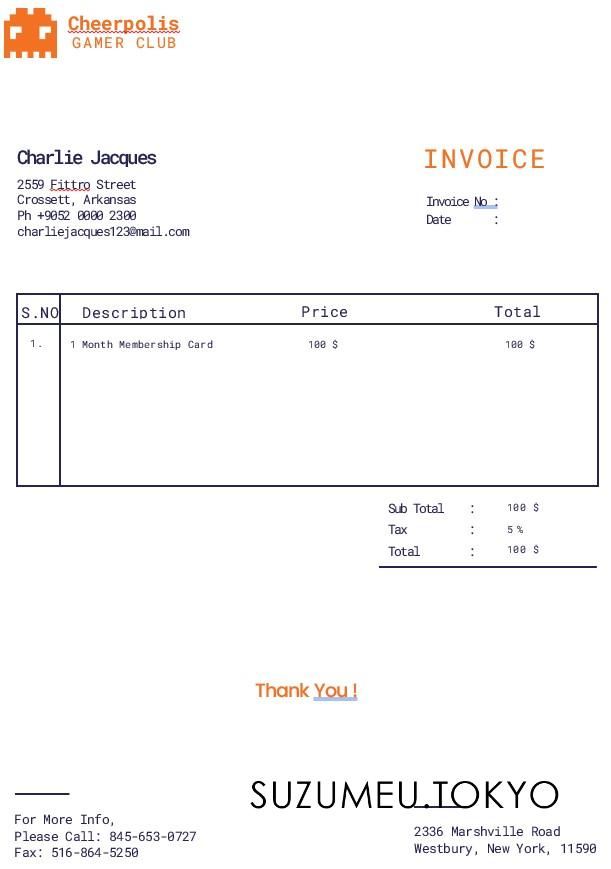 Cheerpolis
GAMER CLUB
Charlie Jacques
INVOICE
2559 Fittro Street
Crossett, Arkansas
Ph +9052 0000 2300
charliejacques123@mail.com
Invoice No :
Date :
S.NO Description Price Total
1. 1 Month Membership Card 100 $ 100 $
Sub Total : 100 $
Tax : 5 %
Total : 100 $
Thank You !
SUZUMEU.TOKYO
For More Info,
Please Call: 845-653-0727
Fax: 516-864-5250
2336 Marshville Road
Westbury, New York, 11590